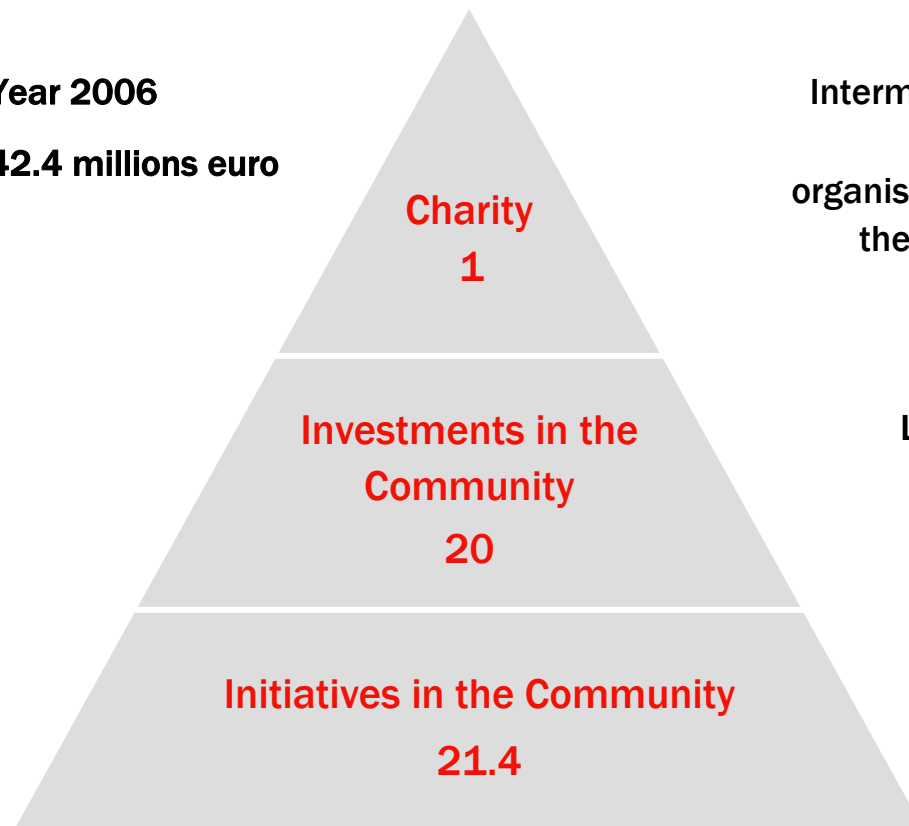 Year 2006
42.4 millions euro
Charity
1
Investments in the
Community
20
Initiatives in the Community
21.4
the